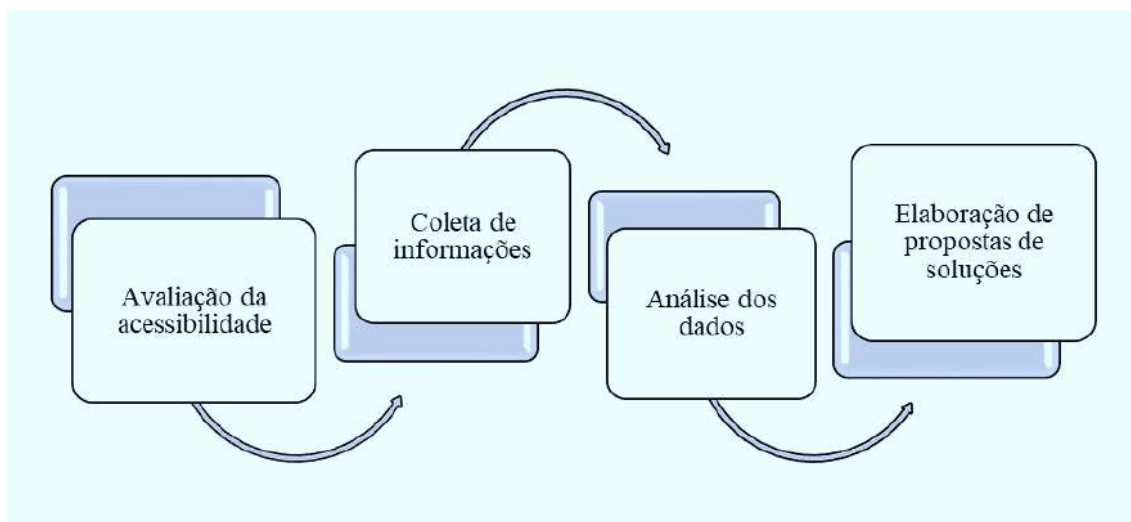 Avaliação da
acessibilidade
Coleta de
informações
Análise dos
dados
Elaboração de
propostas de
soluções